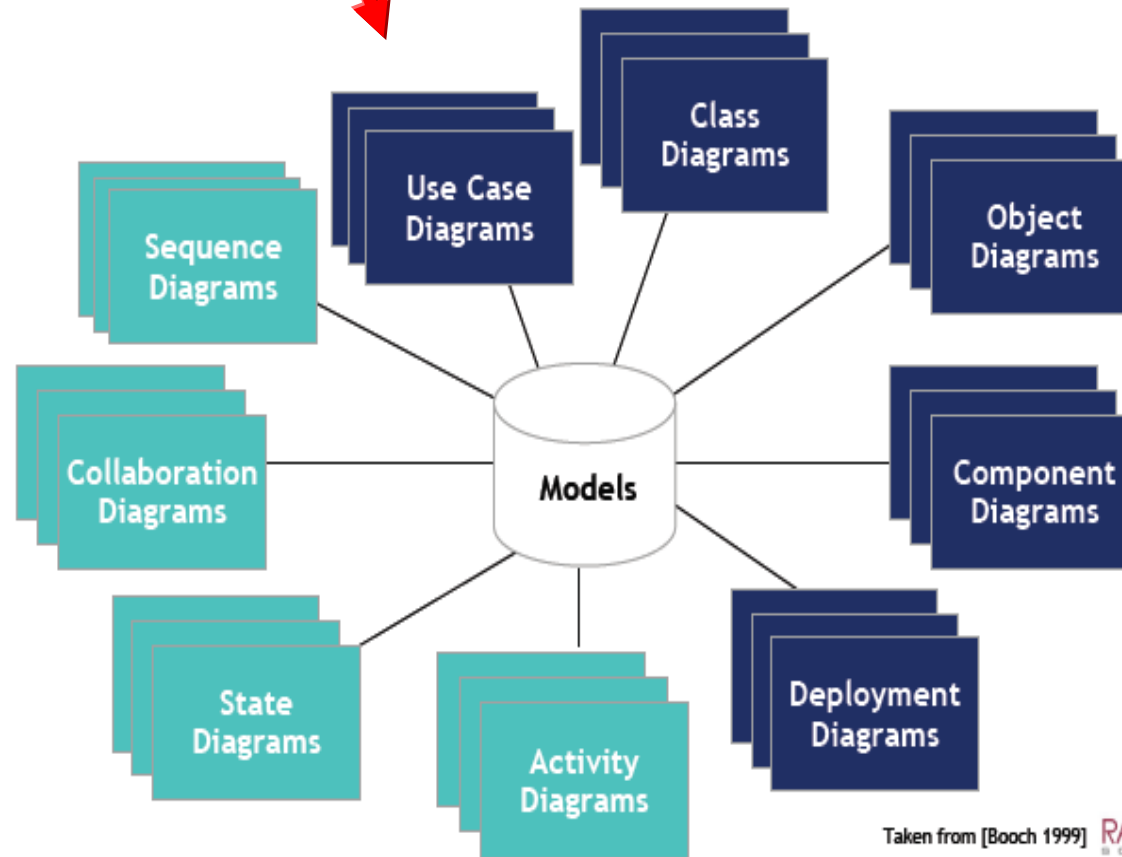 Class
Diagrams
Use Case
Diagrams
Object
Diagrams
Sequence
Diagrams
Collaboration
Diagrams
Models
Component
Diagrams
State
Diagrams
Deployment
Diagrams
Activity
Diagrams
Taken from [Booch 1999]